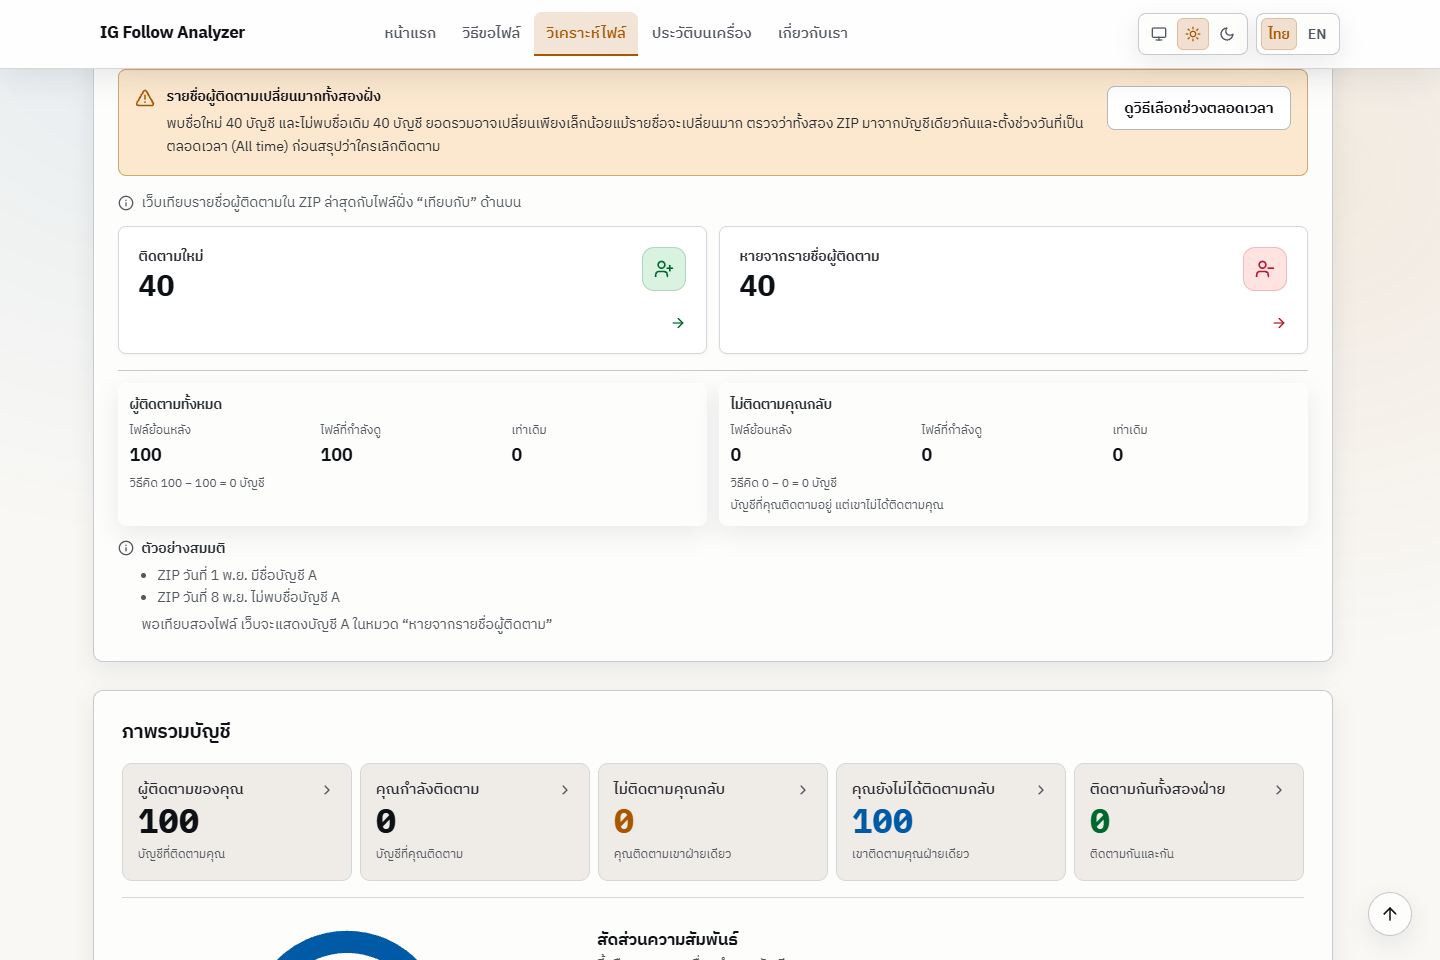 IG Follow Analyzer
หน้าแรก
วิธีขอไฟล์
วิเคราะห์ไฟล์
ประวัติบนเครื่อง
เกี่ยวกับเรา
ไทย
EN
รายชื่อผู้ติดตามเปลี่ยนมากทั้งสองฝั่ง
พบชื่อใหม่ 40 บัญชี และไม่พบชื่อเดิม 40 บัญชี ยอดรวมอาจเปลี่ยนเพียงเล็กน้อยแม้รายชื่อจะเปลี่ยนมาก ตรวจว่าทั้งสอง ZIP มาจากบัญชีเดียวกันและตั้งช่วงวันที่เป็น
ตลอดเวลา (All time) ก่อนสรุปว่าใครเลิกติดตาม
ดูวิธีเลือกช่วงตลอดเวลา
เว็บเทียบรายชื่อผู้ติดตามใน ZIP ล่าสุดกับไฟล์ฝั่ง “เทียบกับ” ด้านบน
ติดตามใหม่
40
หายจากรายชื่อผู้ติดตาม
40
ผู้ติดตามทั้งหมด
ไฟล์ย้อนหลัง
ไฟล์ที่กำลังดู
เท่าเดิม
100
100
0
วิธีคิด 100 − 100 = 0 บัญชี
ไม่ติดตามคุณกลับ
ไฟล์ย้อนหลัง
ไฟล์ที่กำลังดู
เท่าเดิม
0
0
0
วิธีคิด 0 − 0 = 0 บัญชี
บัญชีที่คุณติดตามอยู่ แต่เขาไม่ได้ติดตามคุณ
ตัวอย่างสมมติ
• ZIP วันที่ 1 พ.ย. มีชื่อบัญชี A
• ZIP วันที่ 8 พ.ย. ไม่พบชื่อบัญชี A
พอเทียบสองไฟล์ เว็บจะแสดงบัญชี A ในหมวด “หายจากรายชื่อผู้ติดตาม”
ภาพรวมบัญชี
ผู้ติดตามของคุณ
100
บัญชีที่ติดตามคุณ
คุณกำลังติดตาม
0
บัญชีที่คุณติดตาม
ไม่ติดตามคุณกลับ
0
คุณติดตามเขาฝ่ายเดียว
คุณยังไม่ได้ติดตามกลับ
100
เขาติดตามคุณฝ่ายเดียว
ติดตามกันทั้งสองฝ่าย
0
ติดตามกันและกัน
สัดส่วนความสัมพันธ์